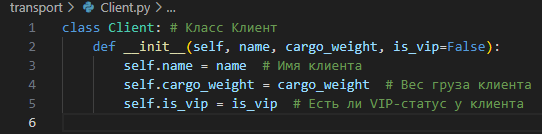 transport > Client.py > ...
1 class Client: # Класс Клиент
2 def __init__(self, name, cargo_weight, is_vip=False):
3 self.name = name # Имя клиента
4 self.cargo_weight = cargo_weight # Вес груза клиента
5 self.is_vip = is_vip # Есть ли VIP-статус у клиента
6